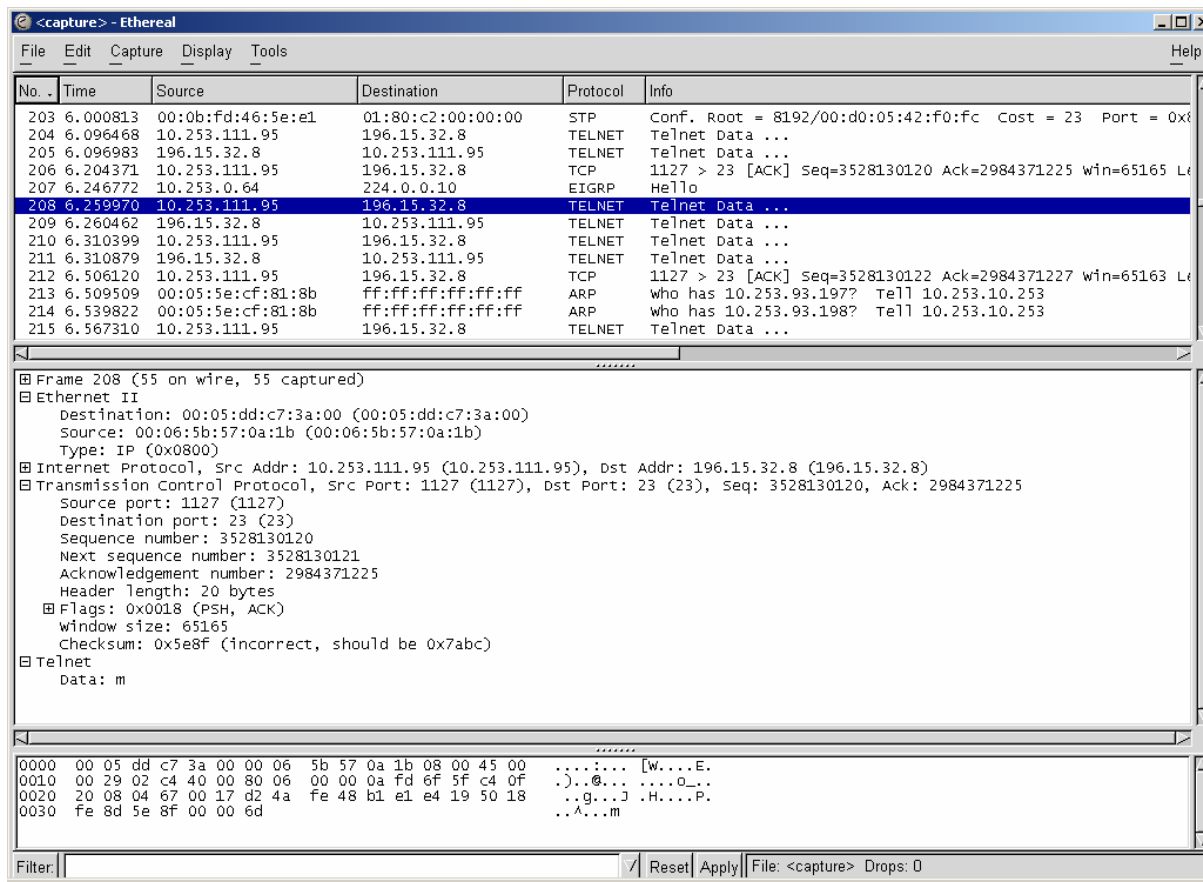 <capture> - Ethereal
File Edit Capture Display Tools Help
No. Time Source Destination Protocol Info
203 6.000813 00:0b:fd:46:5e:e1 01:80:c2:00:00:00 STP Conf. Root = 8192/00:d0:05:42:f0:fc Cost = 23 Port = 0x8
204 6.096468 10.253.111.95 196.15.32.8 TELNET Telnet Data ...
205 6.096983 196.15.32.8 10.253.111.95 TELNET Telnet Data ...
206 6.204371 10.253.111.95 196.15.32.8 TCP 1127 > 23 [ACK] Seq=3528130120 Ack=2984371225 Win=65165 Le
207 6.246772 10.253.0.64 224.0.0.10 EIGRP Hello
208 6.259970 10.253.111.95 196.15.32.8 TELNET Telnet Data ...
209 6.260462 196.15.32.8 10.253.111.95 TELNET Telnet Data ...
210 6.310399 10.253.111.95 196.15.32.8 TELNET Telnet Data ...
211 6.310879 196.15.32.8 10.253.111.95 TELNET Telnet Data ...
212 6.506120 10.253.111.95 196.15.32.8 TCP 1127 > 23 [ACK] Seq=3528130122 Ack=2984371227 Win=65163 Le
213 6.509509 00:05:5e:cf:81:8b ff:ff:ff:ff:ff:ff ARP Who has 10.253.93.197? Tell 10.253.10.253
214 6.539822 00:05:5e:cf:81:8b ff:ff:ff:ff:ff:ff ARP Who has 10.253.93.198? Tell 10.253.10.253
215 6.567310 10.253.111.95 196.15.32.8 TELNET Telnet Data ...
Frame 208 (55 on wire, 55 captured)
Ethernet II
Destination: 00:05:dd:c7:3a:00 (00:05:dd:c7:3a:00)
Source: 00:06:5b:57:0a:1b (00:06:5b:57:0a:1b)
Type: IP (0x0800)
Internet Protocol, Src Addr: 10.253.111.95 (10.253.111.95), Dst Addr: 196.15.32.8 (196.15.32.8)
Transmission Control Protocol, Src Port: 1127 (1127), Dst Port: 23 (23), Seq: 3528130120, Ack: 2984371225
Source port: 1127 (1127)
Destination port: 23 (23)
Sequence number: 3528130120
Next sequence number: 3528130121
Acknowledgement number: 2984371225
Header length: 20 bytes
Flags: 0x0018 (PSH, ACK)
Window size: 65165
Checksum: 0x5e8f (incorrect, should be 0x7abc)
Telnet
Data: m
0000 00 05 dd c7 3a 00 00 06 5b 57 0a 1b 08 00 45 00 ....:... [W....E.
0010 00 29 02 c4 40 00 80 06 00 00 0a fd 6f 5f c4 0f .)..@... ....o_..
0020 20 08 04 67 00 17 d2 4a fe 48 b1 e1 e4 19 50 18 ..g...J .H....P.
0030 fe 8d 5e 8f 00 00 6d ..^...m
Filter: Reset Apply File: <capture> Drops: 0